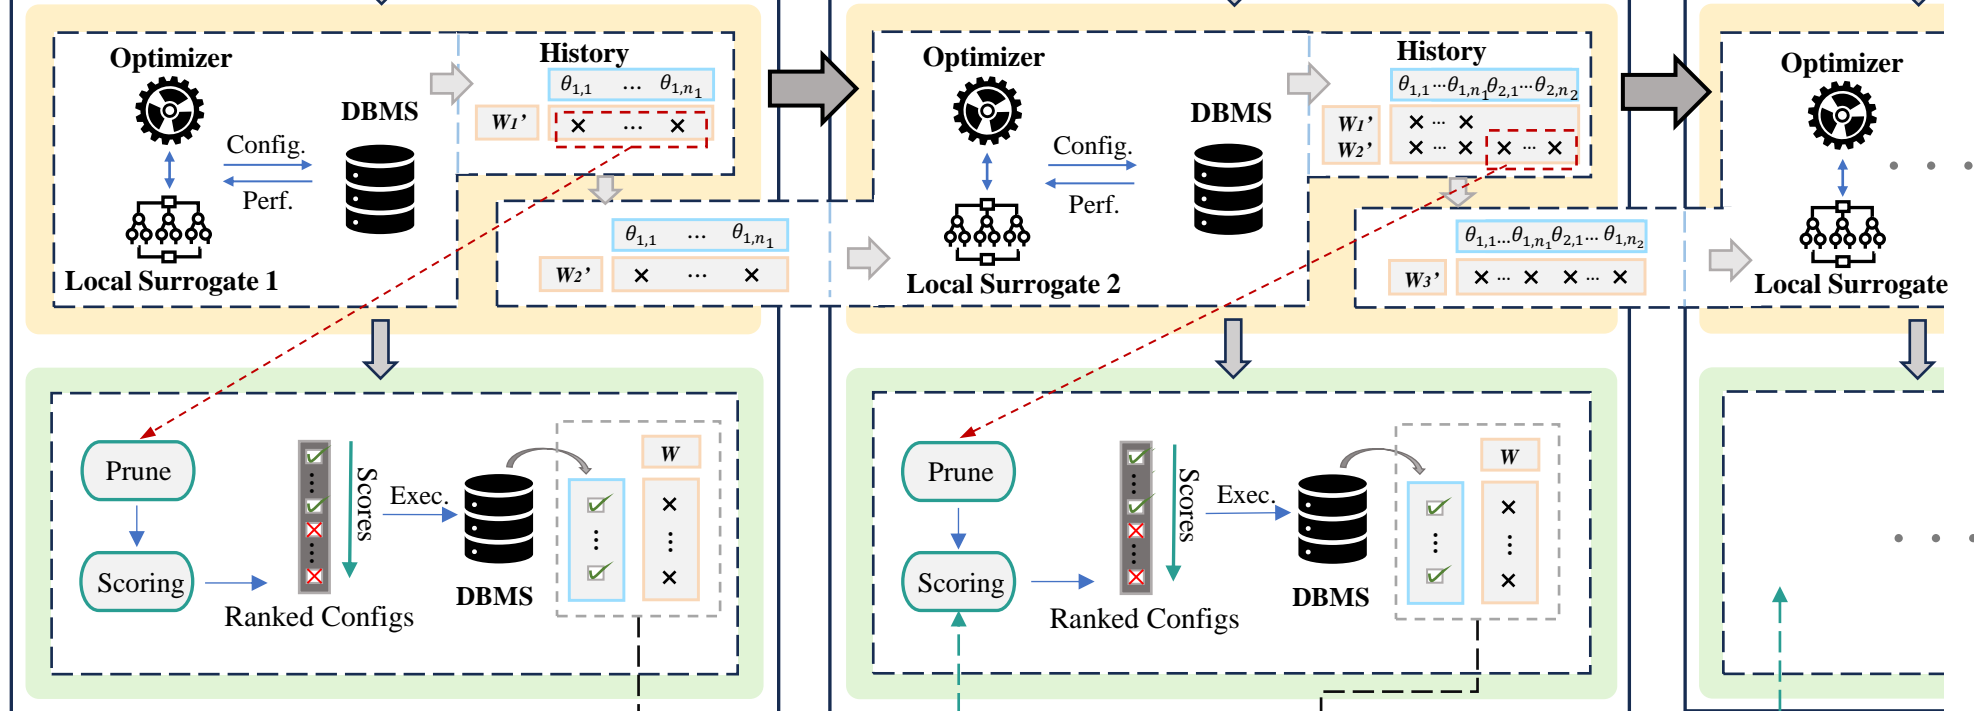 Optimizer
History
θ1,1 ... θ1,n1
DBMS
W1’
× ... ×
Config.
Perf.
θ1,1 ... θ1,n1
W2’
× ... ×
Local Surrogate 1
Optimizer
History
θ1,1...θ1,n1θ2,1...θ2,n2
DBMS
W1’ × ... ×
W2’ × ... × × ... ×
Config.
Perf.
θ1,1...θ1,n1θ2,1... θ1,n2
W3’
× ... × × ... ×
Local Surrogate 2
Optimizer
Local Surrogate
Prune
Scoring
Scores
Ranked Configs
Exec.
DBMS
W
Prune
Scoring
Scores
Ranked Configs
Exec.
DBMS
W